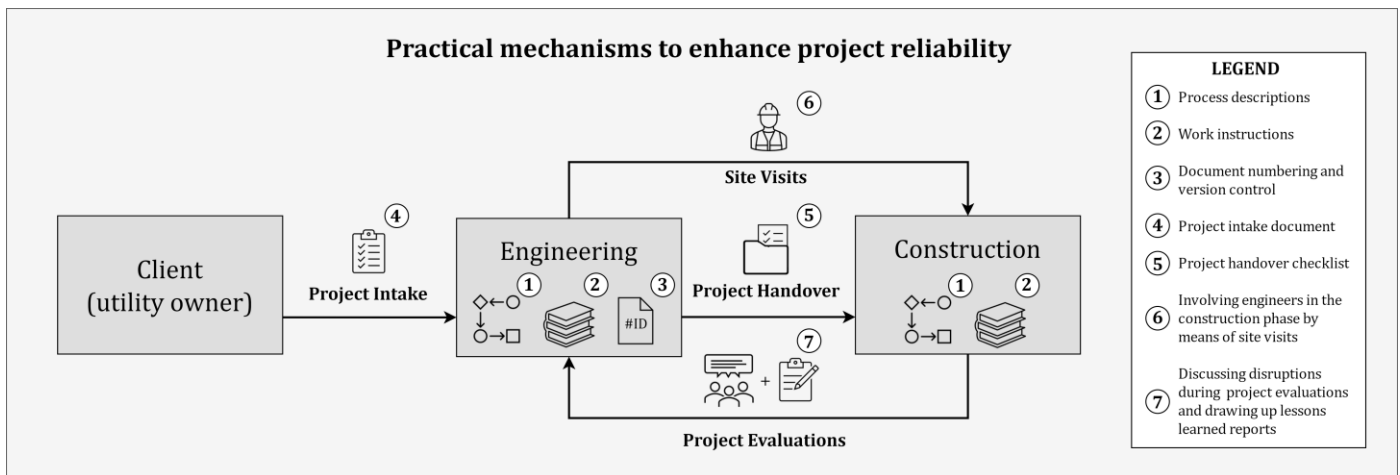 Practical mechanisms to enhance project reliability
6
Site Visits
Client
(utility owner)
4
Project Intake
Engineering
1
2
3
#ID
5
Project Handover
Construction
1
2
7
+
Project Evaluations
LEGEND
1 Process descriptions
2 Work instructions
3 Document numbering and
version control
4 Project intake document
5 Project handover checklist
6 Involving engineers in the
construction phase by
means of site visits
7 Discussing disruptions
during project evaluations
and drawing up lessons
learned reports